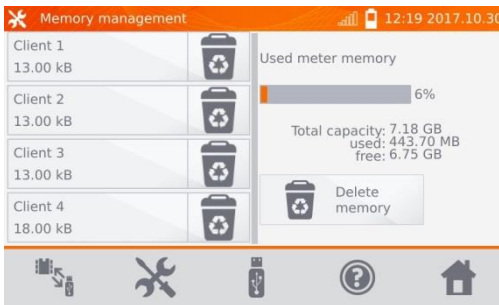 Memory management
12:19 2017.10.30
Client 1
13.00 kB
Client 2
13.00 kB
Client 3
13.00 kB
Client 4
18.00 kB
Used meter memory
6%
Total capacity: 7.18 GB
used: 443.70 MB
free: 6.75 GB
Delete
memory
?